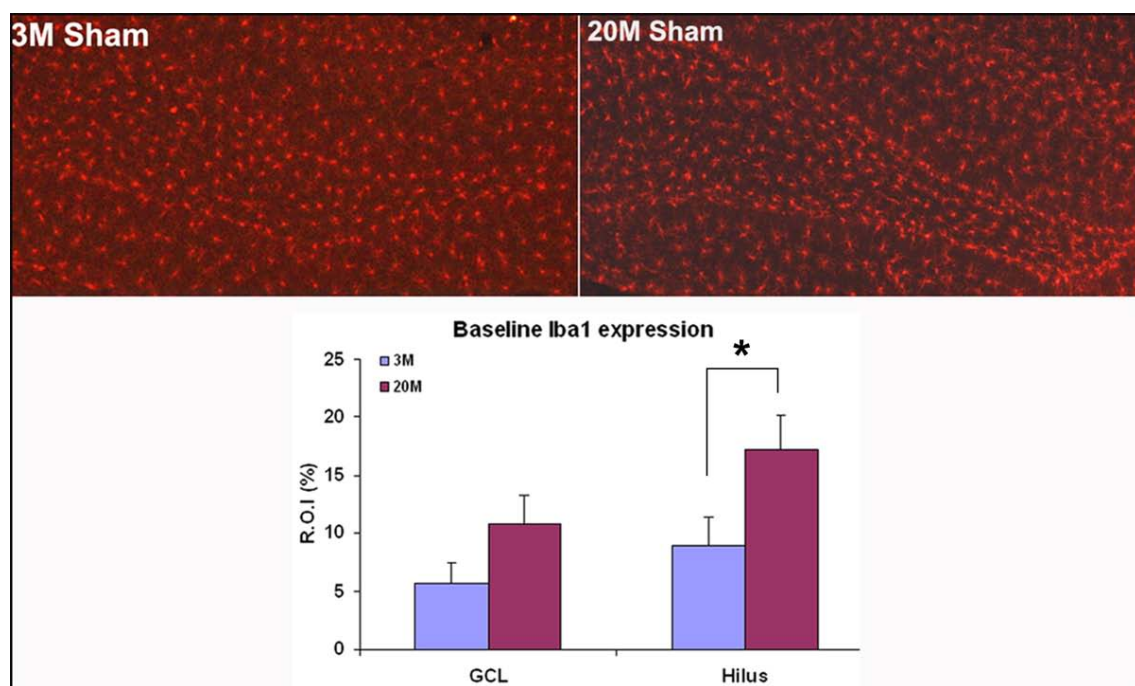 3M Sham
20M Sham
Baseline Iba1 expression
*
3M
20M
25
20
15
10
5
0
R.O.I (%)
GCL
Hilus